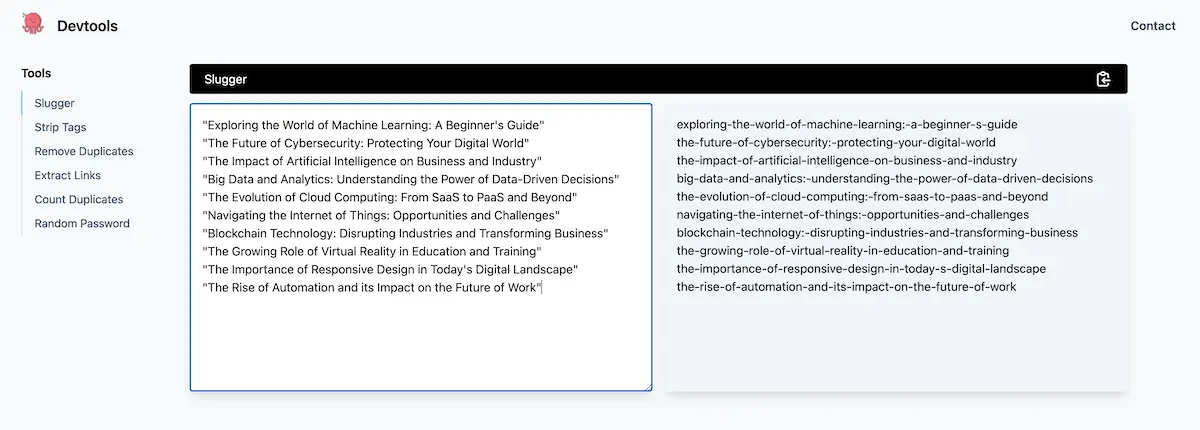 Devtools
Contact
Tools
Slugger
Strip Tags
Remove Duplicates
Extract Links
Count Duplicates
Random Password
Slugger
"Exploring the World of Machine Learning: A Beginner's Guide"
"The Future of Cybersecurity: Protecting Your Digital World"
"The Impact of Artificial Intelligence on Business and Industry"
"Big Data and Analytics: Understanding the Power of Data-Driven Decisions"
"The Evolution of Cloud Computing: From SaaS to PaaS and Beyond"
"Navigating the Internet of Things: Opportunities and Challenges"
"Blockchain Technology: Disrupting Industries and Transforming Business"
"The Growing Role of Virtual Reality in Education and Training"
"The Importance of Responsive Design in Today's Digital Landscape"
"The Rise of Automation and its Impact on the Future of Work"
exploring-the-world-of-machine-learning:-a-beginner-s-guide
the-future-of-cybersecurity:-protecting-your-digital-world
the-impact-of-artificial-intelligence-on-business-and-industry
big-data-and-analytics:-understanding-the-power-of-data-driven-decisions
the-evolution-of-cloud-computing:-from-saas-to-paas-and-beyond
navigating-the-internet-of-things:-opportunities-and-challenges
blockchain-technology:-disrupting-industries-and-transforming-business
the-growing-role-of-virtual-reality-in-education-and-training
the-importance-of-responsive-design-in-today-s-digital-landscape
the-rise-of-automation-and-its-impact-on-the-future-of-work